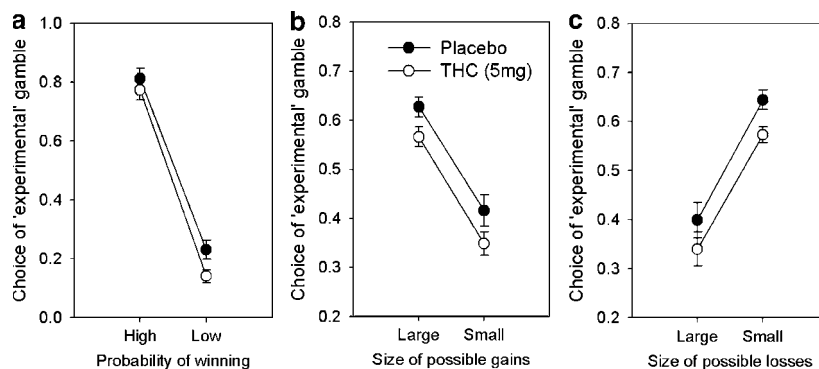 a
Choice of 'experimental' gamble
1.0
0.8
0.6
0.4
0.2
0.0
High Low
Probability of winning
b
Choice of 'experimental' gamble
0.8
0.7
0.6
0.5
0.4
0.3
0.2
Placebo
THC (5mg)
Large Small
Size of possible gains
c
Choice of 'experimental' gamble
0.8
0.7
0.6
0.5
0.4
0.3
0.2
Large Small
Size of possible losses